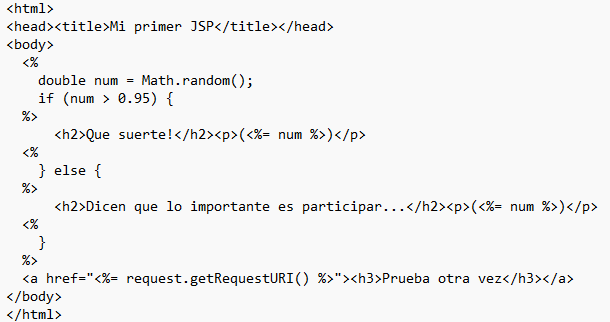 <html>
<head><title>Mi primer JSP</title></head>
<body>
  <%
    double num = Math.random();
    if (num > 0.95) {
  %>
      <h2>Que suerte!</h2><p>(<%= num %>)</p>
  <%
    } else {
  %>
      <h2>Dicen que lo importante es participar...</h2><p>(<%= num %>)</p>
  <%
    }
  %>
  <a href="<%= request.getRequestURI() %>"><h3>Prueba otra vez</h3></a>
</body>
</html>